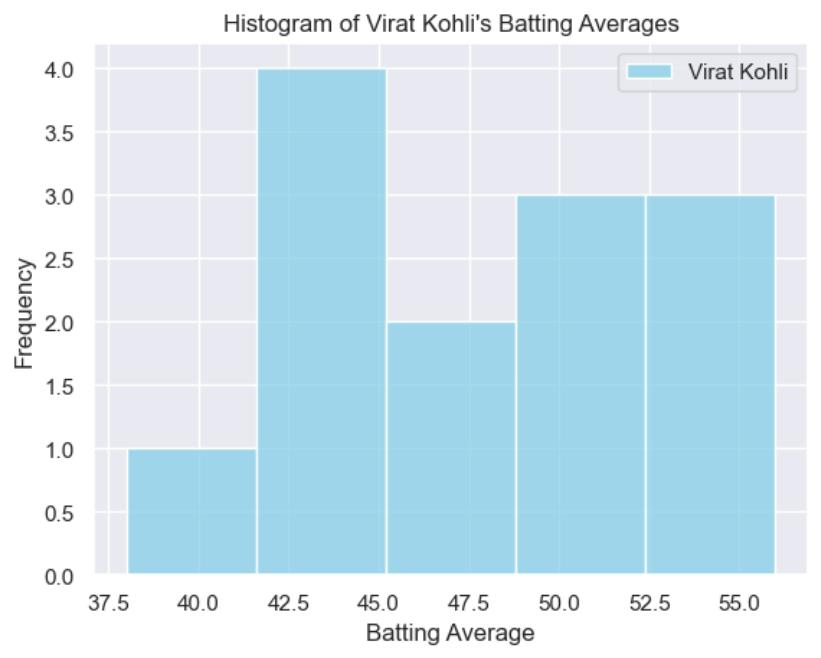 Histogram of Virat Kohli's Batting Averages
Virat Kohli
Frequency
4.0
3.5
3.0
2.5
2.0
1.5
1.0
0.5
0.0
37.5 40.0 42.5 45.0 47.5 50.0 52.5 55.0
Batting Average